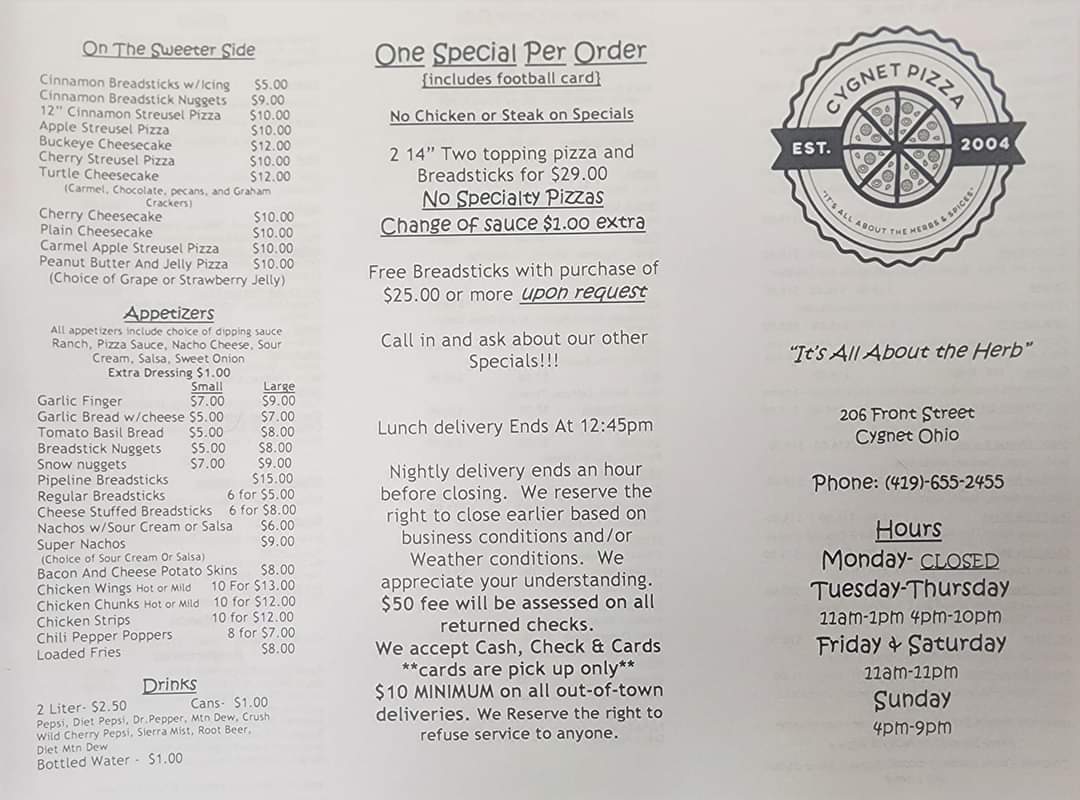 On The Sweeter Side
Cinnamon Breadsticks w/Icing $5.00
Cinnamon Breadstick Nuggets $9.00
12" Cinnamon Streusel Pizza $10.00
Apple Streusel Pizza $10.00
Buckeye Cheesecake $12.00
Cherry Streusel Pizza $10.00
Turtle Cheesecake $12.00
(Carmel, Chocolate, pecans, and Graham
Crackers)
Cherry Cheesecake $10.00
Plain Cheesecake $10.00
Carmel Apple Streusel Pizza $10.00
Peanut Butter And Jelly Pizza $10.00
(Choice of Grape or Strawberry Jelly)
Appetizers
All appetizers include choice of dipping sauce
Ranch, Pizza Sauce, Nacho Cheese, Sour
Cream, Salsa, Sweet Onion
Extra Dressing $1.00
Small Large
Garlic Finger $7.00 $9.00
Garlic Bread w/cheese $5.00 $7.00
Tomato Basil Bread $5.00 $8.00
Breadstick Nuggets $5.00 $8.00
Snow nuggets $7.00 $9.00
Pipeline Breadsticks $15.00
Regular Breadsticks 6 for $5.00
Cheese Stuffed Breadsticks 6 for $8.00
Nachos w/Sour Cream or Salsa $6.00
Super Nachos $9.00
(Choice of Sour Cream Or Salsa)
Bacon And Cheese Potato Skins $8.00
Chicken Wings Hot or Mild 10 For $13.00
Chicken Chunks Hot or Mild 10 for $12.00
Chicken Strips 10 for $12.00
Chili Pepper Poppers 8 for $7.00
Loaded Fries $8.00
Drinks
2 Liter- $2.50 Cans- $1.00
Pepsi, Diet Pepsi, Dr.Pepper, Mtn Dew, Crush
Wild Cherry Pepsi, Sierra Mist, Root Beer,
Diet Mtn Dew
Bottled Water - $1.00
One Special Per Order
{includes football card}
No Chicken or Steak on Specials
2 14" Two topping pizza and
Breadsticks for $29.00
No Specialty Pizzas
Change of sauce $1.00 extra
Free Breadsticks with purchase of
$25.00 or more upon request
Call in and ask about our other
Specials!!!
Lunch delivery Ends At 12:45pm
Nightly delivery ends an hour
before closing. We reserve the
right to close earlier based on
business conditions and/or
Weather conditions. We
appreciate your understanding.
$50 fee will be assessed on all
returned checks.
We accept Cash, Check & Cards
**cards are pick up only**
$10 MINIMUM on all out-of-town
deliveries. We Reserve the right to
refuse service to anyone.
CYGNET PIZZA
EST. 2004
"IT'S ALL ABOUT THE HERBS & SPICES"
"It's All About the Herb"
206 Front Street
Cygnet Ohio
Phone: (419)-655-2455
Hours
Monday- CLOSED
Tuesday-Thursday
11am-1pm 4pm-10pm
Friday & Saturday
11am-11pm
Sunday
4pm-9pm